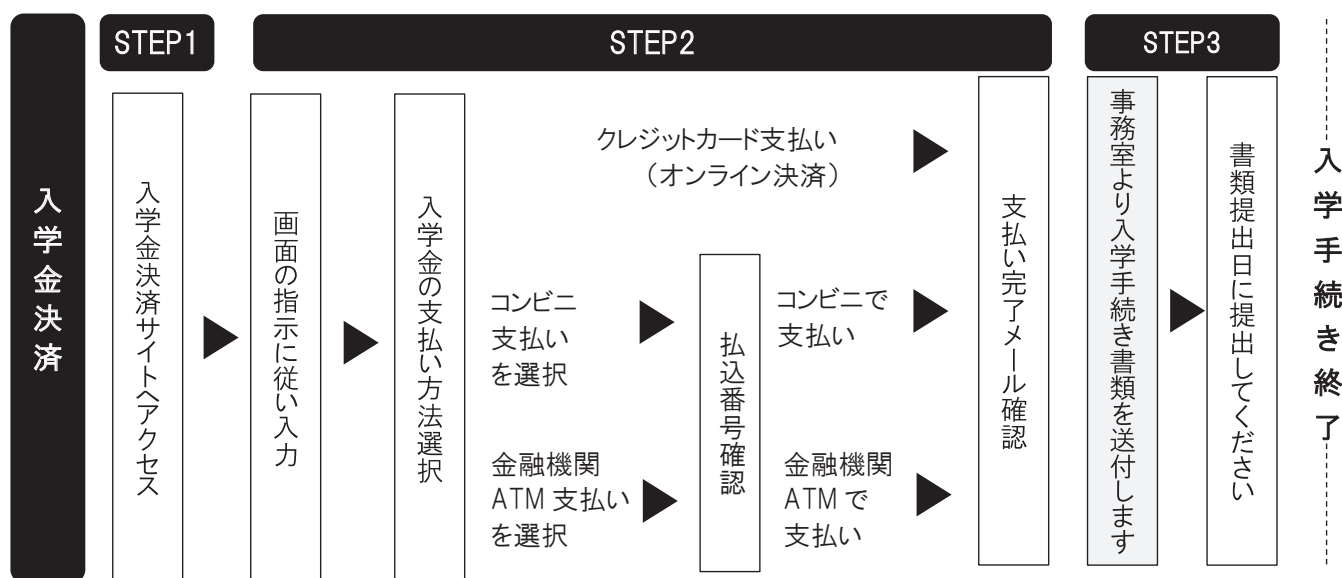 入学金決済
STEP1
入学金決済サイトへアクセス
STEP2
画面の指示に従い入力
入学金の支払い方法選択
クレジットカード支払い
（オンライン決済）
コンビニ
支払い
を選択
金融機関
ATM 支払い
を選択
払込番号確認
コンビニで
支払い
金融機関
ATM で
支払い
支払い完了メール確認
STEP3
事務室より入学手続き書類を送付します
書類提出日に提出してください
入学手続き終了